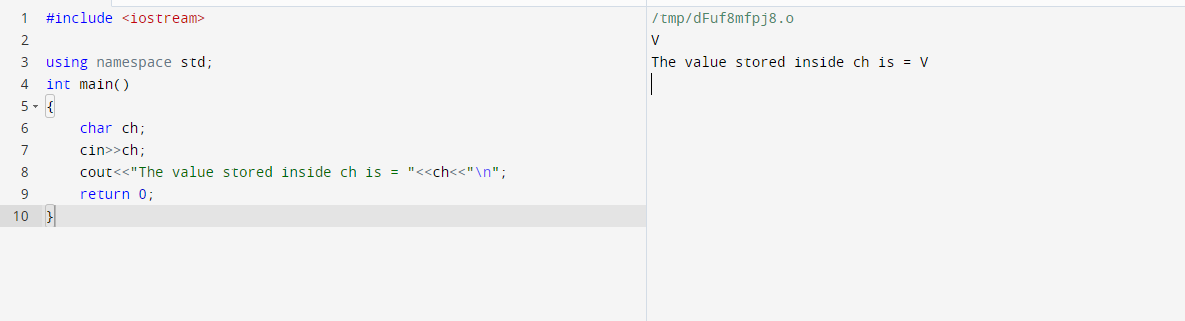 1 #include <iostream>
2
3 using namespace std;
4 int main()
5 {
6     char ch;
7     cin>>ch;
8     cout<<"The value stored inside ch is = "<<ch<<"\n";
9     return 0;
10 }
/tmp/dFuf8mfpj8.o
V
The value stored inside ch is = V